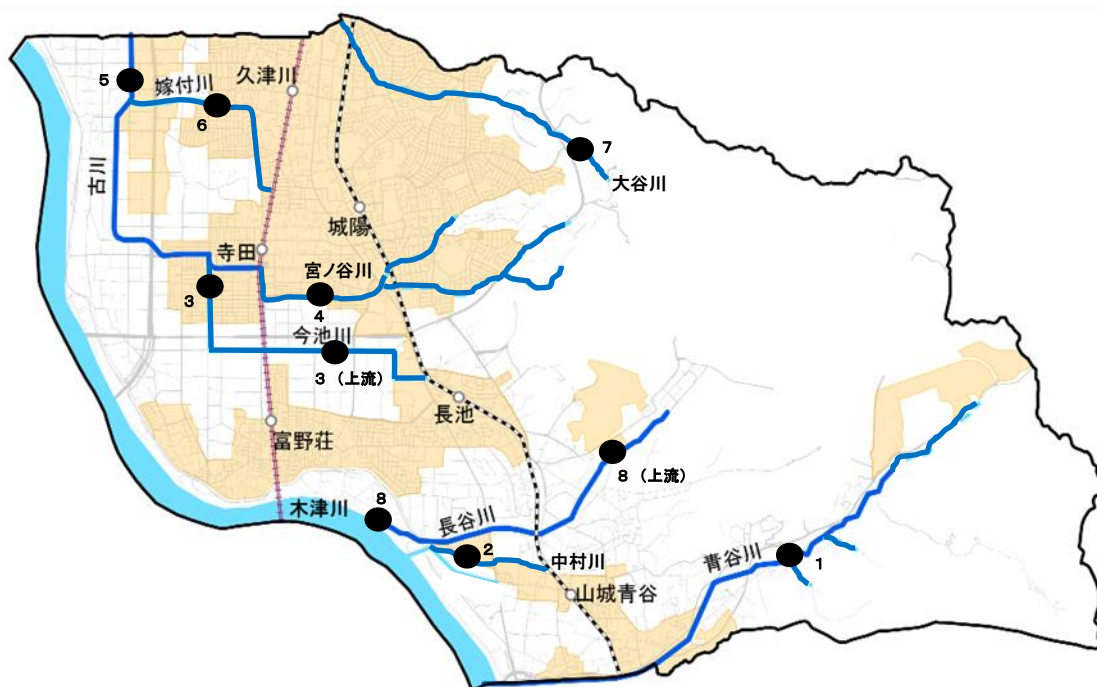 5
嫁付川
久津川
6
7
大谷川
古川
城陽
寺田
宮ノ谷川
3
4
今池川
3 (上流)
長池
富野荘
8 (上流)
木津川
8
長谷川
2
中村川
青谷川
1
山城青谷